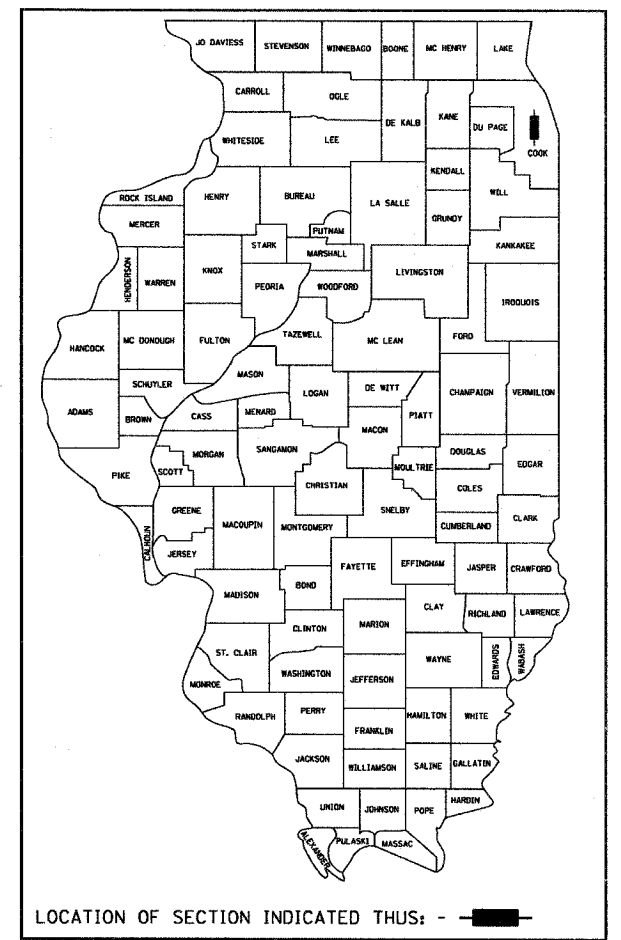 JO DAVIESS STEVENSON WINNEBAGO BOONE MC HENRY LAKE
CARROLL OGLE DE KALB KANE DU PAGE COOK
WHITESIDE LEE KENDALL WILL
ROCK ISLAND HENRY BUREAU LA SALLE GRUNDY
MERCER STARK PUTNAM MARSHALL KANKAKEE
HENDERSON WARREN KNOX PEORIA WOODFORD LIVINGSTON IROQUOIS
HANCOCK MC DONOUGH FULTON TAZEWELL MC LEAN FORD
SCHUYLER MASON LOGAN DE WITT CHAMPAIGN VERMILION
ADAMS BROWN CASS MENARD MACON PIATT
PIKE SCOTT MORGAN SANGAMON CHRISTIAN MOULTRIE DOUGLAS EDGAR
COLES
CALHOUN GREENE MACOUPIN MONTGOMERY SHELBY CUMBERLAND CLARK
JERSEY FAYETTE EFFINGHAM JASPER CRAWFORD
MADISON BOND CLAY RICHLAND LAWRENCE
CLINTON MARION
ST. CLAIR WASHINGTON WAYNE EDWARDS WABASH
MONROE JEFFERSON
RANDOLPH PERRY HAMILTON WHITE
FRANKLIN
JACKSON WILLIAMSON SALINE GALLATIN
UNION JOHNSON POPE HARDIN
ALEXANDER PULASKI MASSAC
LOCATION OF SECTION INDICATED THUS: -